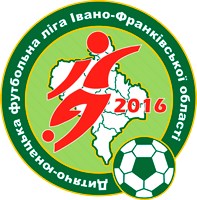 Дитячо-юнацька футбольна ліга Івано-Франківської області
2016